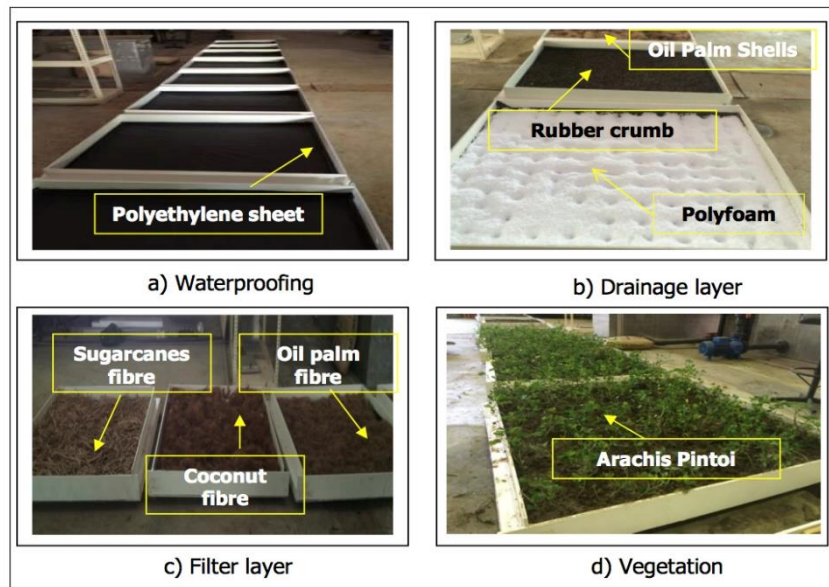 Polyethylene sheet
a) Waterproofing
Oil Palm Shells
Rubber crumb
Polyfoam
b) Drainage layer
Sugarcanes
fibre
Oil palm
fibre
Coconut
fibre
c) Filter layer
Arachis Pintoi
d) Vegetation